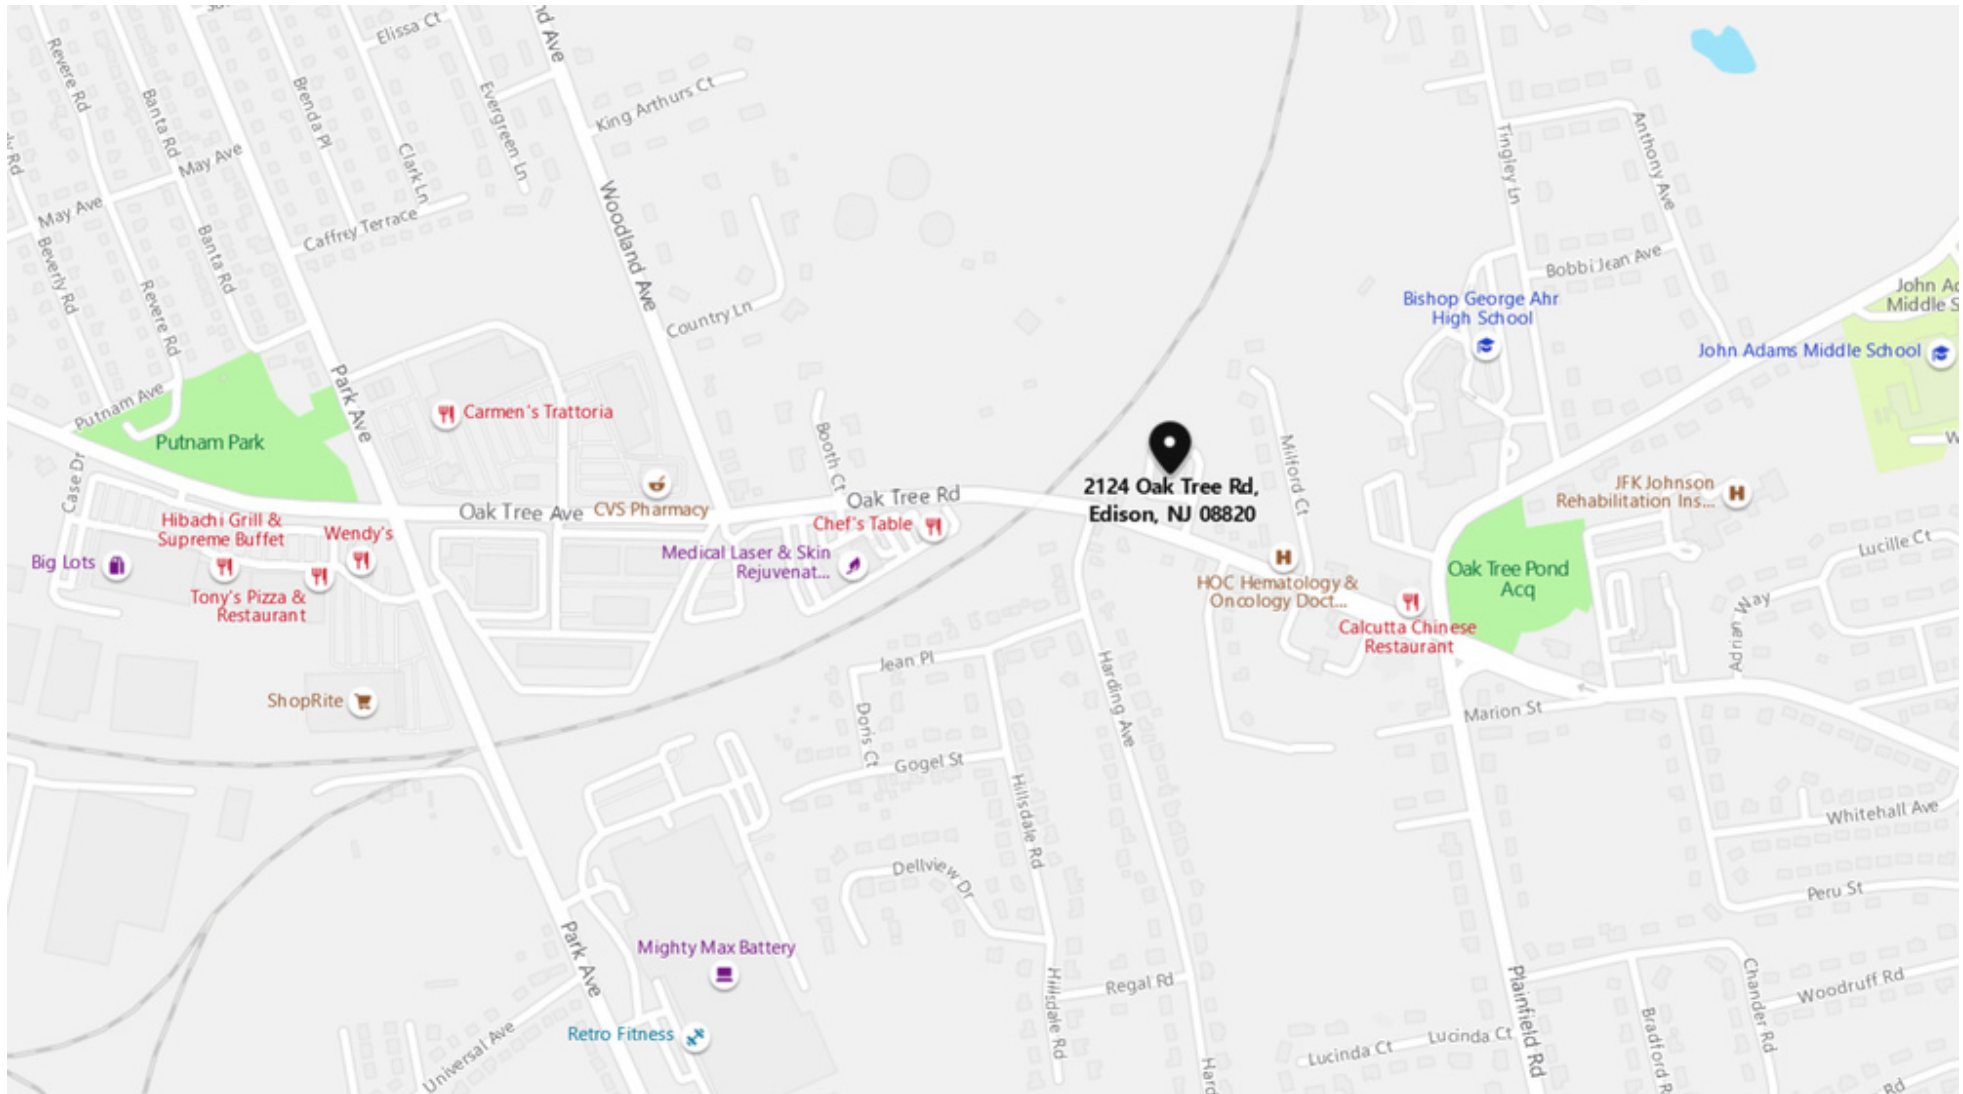 Elissa Ct
nd Ave
Revere Rd
Banta Rd
Brenda Pl
Evergreen Ln
King Arthurs Ct
Clark Ln
May Ave
May Ave
Caffrey Terrace
Woodland Ave
Tingley Ln
Anthony Ave
Beverly Rd
Banta Rd
Revere Rd
Country Ln
Bobbi Jean Ave
Bishop George Ahr
High School
John Adams Middle School
Putnam Ave
Park Ave
Putnam Park
Carmen's Trattoria
Booth Ct
Milford Ct
Case Dr
Oak Tree Ave
CVS Pharmacy
Oak Tree Rd
2124 Oak Tree Rd,
Edison, NJ 08820
JFK Johnson
Rehabilitation Ins...
Hibachi Grill &
Supreme Buffet
Wendy's
Chef's Table
Medical Laser & Skin
Rejuvenat...
Big Lots
Tony's Pizza &
Restaurant
HOC Hematology &
Oncology Doct...
Oak Tree Pond
Acq
Lucille Ct
Adrien Way
Calcutta Chinese
Restaurant
Jean Pl
Harding Ave
ShopRite
Doris Ct
Marion St
Gogel St
Hillsdale Rd
Whitehall Ave
Dellview Dr
Peru St
Park Ave
Mighty Max Battery
Hillsdale Rd
Regal Rd
Plainfield Rd
Chander Rd
Woodruff Rd
Retro Fitness
Universal Ave
Lucinda Ct
Lucinda Ct
Bradford R
Hard
Rd